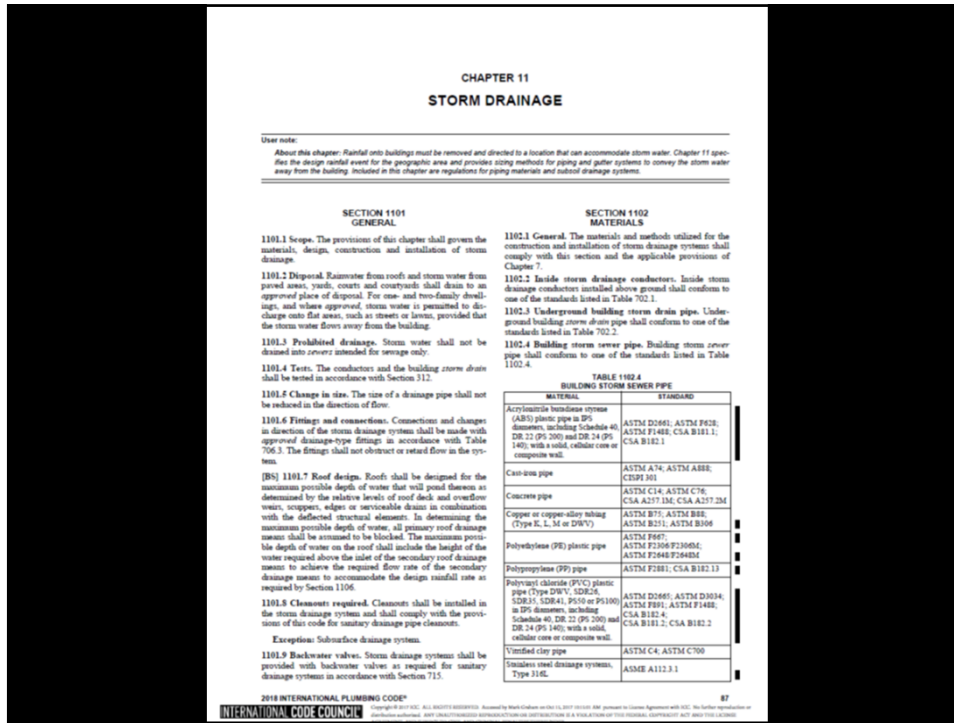 CHAPTER 11
STORM DRAINAGE
User note:
About this chapter: Rainfall onto buildings must be removed and directed to a location that can accommodate storm water. Chapter 11 spec-
ifies the design rainfall event for the geographic area and provides sizing methods for piping and gutter systems to convey the storm water
away from the building. Included in this chapter are regulations for piping materials and subsoil drainage systems.
SECTION 1101
GENERAL
1101.1 Scope. The provisions of this chapter shall govern the
materials, design, construction and installation of storm
drainage.
1101.2 Disposal. Rainwater from roofs and storm water from
paved areas, yards, courts and courtyards shall drain to an
approved place of disposal. For one- and two-family dwell-
ings, and where approved, storm water is permitted to dis-
charge onto flat areas, such as streets or lawns, provided that
the storm water flows away from the building.
1101.3 Prohibited drainage. Storm water shall not be
drained into sewers intended for sewage only.
1101.4 Tests. The conductors and the building storm drain
shall be tested in accordance with Section 312.
1101.5 Change in size. The size of a drainage pipe shall not
be reduced in the direction of flow.
1101.6 Fittings and connections. Connections and changes
in direction of the storm drainage system shall be made with
approved drainage-type fittings in accordance with Table
706.3. The fittings shall not obstruct or retard flow in the sys-
tem.
[BS] 1101.7 Roof design. Roofs shall be designed for the
maximum possible depth of water that will pond thereon as
determined by the relative levels of roof deck and overflow
weirs, scuppers, edges or serviceable drains in combination
with the deflected structural elements. In determining the
maximum possible depth of water, all primary roof drainage
means shall be assumed to be blocked. The maximum possi-
ble depth of water on the roof shall include the height of the
water required above the inlet of the secondary roof drainage
means to achieve the required flow rate of the secondary
drainage means to accommodate the design rainfall rate as
required by Section 1106.
1101.8 Cleanouts required. Cleanouts shall be installed in
the storm drainage system and shall comply with the provi-
sions of this code for sanitary drainage pipe cleanouts.
Exception: Subsurface drainage system.
1101.9 Backwater valves. Storm drainage systems shall be
provided with backwater valves as required for sanitary
drainage systems in accordance with Section 715.
SECTION 1102
MATERIALS
1102.1 General. The materials and methods utilized for the
construction and installation of storm drainage systems shall
comply with this section and the applicable provisions of
Chapter 7.
1102.2 Inside storm drainage conductors. Inside storm
drainage conductors installed above ground shall conform to
one of the standards listed in Table 702.1.
1102.3 Underground building storm drain pipe. Under-
ground building storm drain pipe shall conform to one of the
standards listed in Table 702.2.
1102.4 Building storm sewer pipe. Building storm sewer
pipe shall conform to one of the standards listed in Table
1102.4.
TABLE 1102.4
BUILDING STORM SEWER PIPE
MATERIAL STANDARD
Acrylonitrile butadiene styrene
(ABS) plastic pipe in IPS
diameters, including Schedule 40,
DR 22 (PS 200) and DR 24 (PS
140); with a solid, cellular core or
composite wall.
ASTM D2661; ASTM F628;
ASTM F1488; CSA B181.1;
CSA B182.1
Cast-iron pipe
ASTM A74; ASTM A888;
CISPI 301
Concrete pipe
ASTM C14; ASTM C76;
CSA A257.1M; CSA A257.2M
Copper or copper-alloy tubing
(Type K, L, M or DWV)
ASTM B75; ASTM B88;
ASTM B251; ASTM B306
Polyethylene (PE) plastic pipe
ASTM F667;
ASTM F2306/F2306M;
ASTM F2648/F2648M
Polypropylene (PP) pipe ASTM F2881; CSA B182.13
Polyvinyl chloride (PVC) plastic
pipe (Type DWV, SDR26,
SDR35, SDR41, PS50 or PS100)
in IPS diameters, including
Schedule 40, DR 22 (PS 200) and
DR 24 (PS 140); with a solid,
cellular core or composite wall.
ASTM D2665; ASTM D3034;
ASTM F891; ASTM F1488;
CSA B182.4;
CSA B181.2; CSA B182.2
Vitrified clay pipe ASTM C4; ASTM C700
Stainless steel drainage systems,
Type 316L
ASME A112.3.1
2018 INTERNATIONAL PLUMBING CODE® 87
INTERNATIONAL CODE COUNCIL®